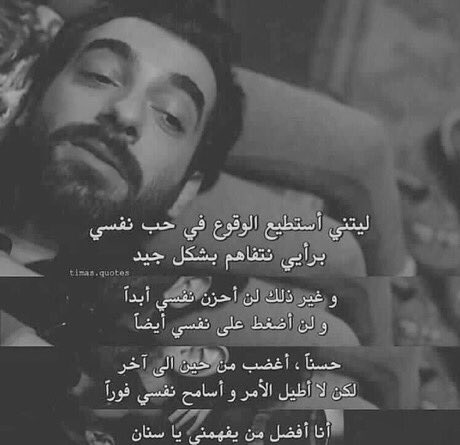 ليتني أستطيع الوقوع في حب نفسي
برأيي نتفاهم بشكل جيد
timas.quotes
و غير ذلك لن أحزن نفسي أبداً
و لن أضغط على نفسي أيضاً
حسناً ، أغضب من حين الى آخر
لكن لا أطيل الأمر و أسامح نفسي فوراً
أنا أفضل من يفهمني يا سنان